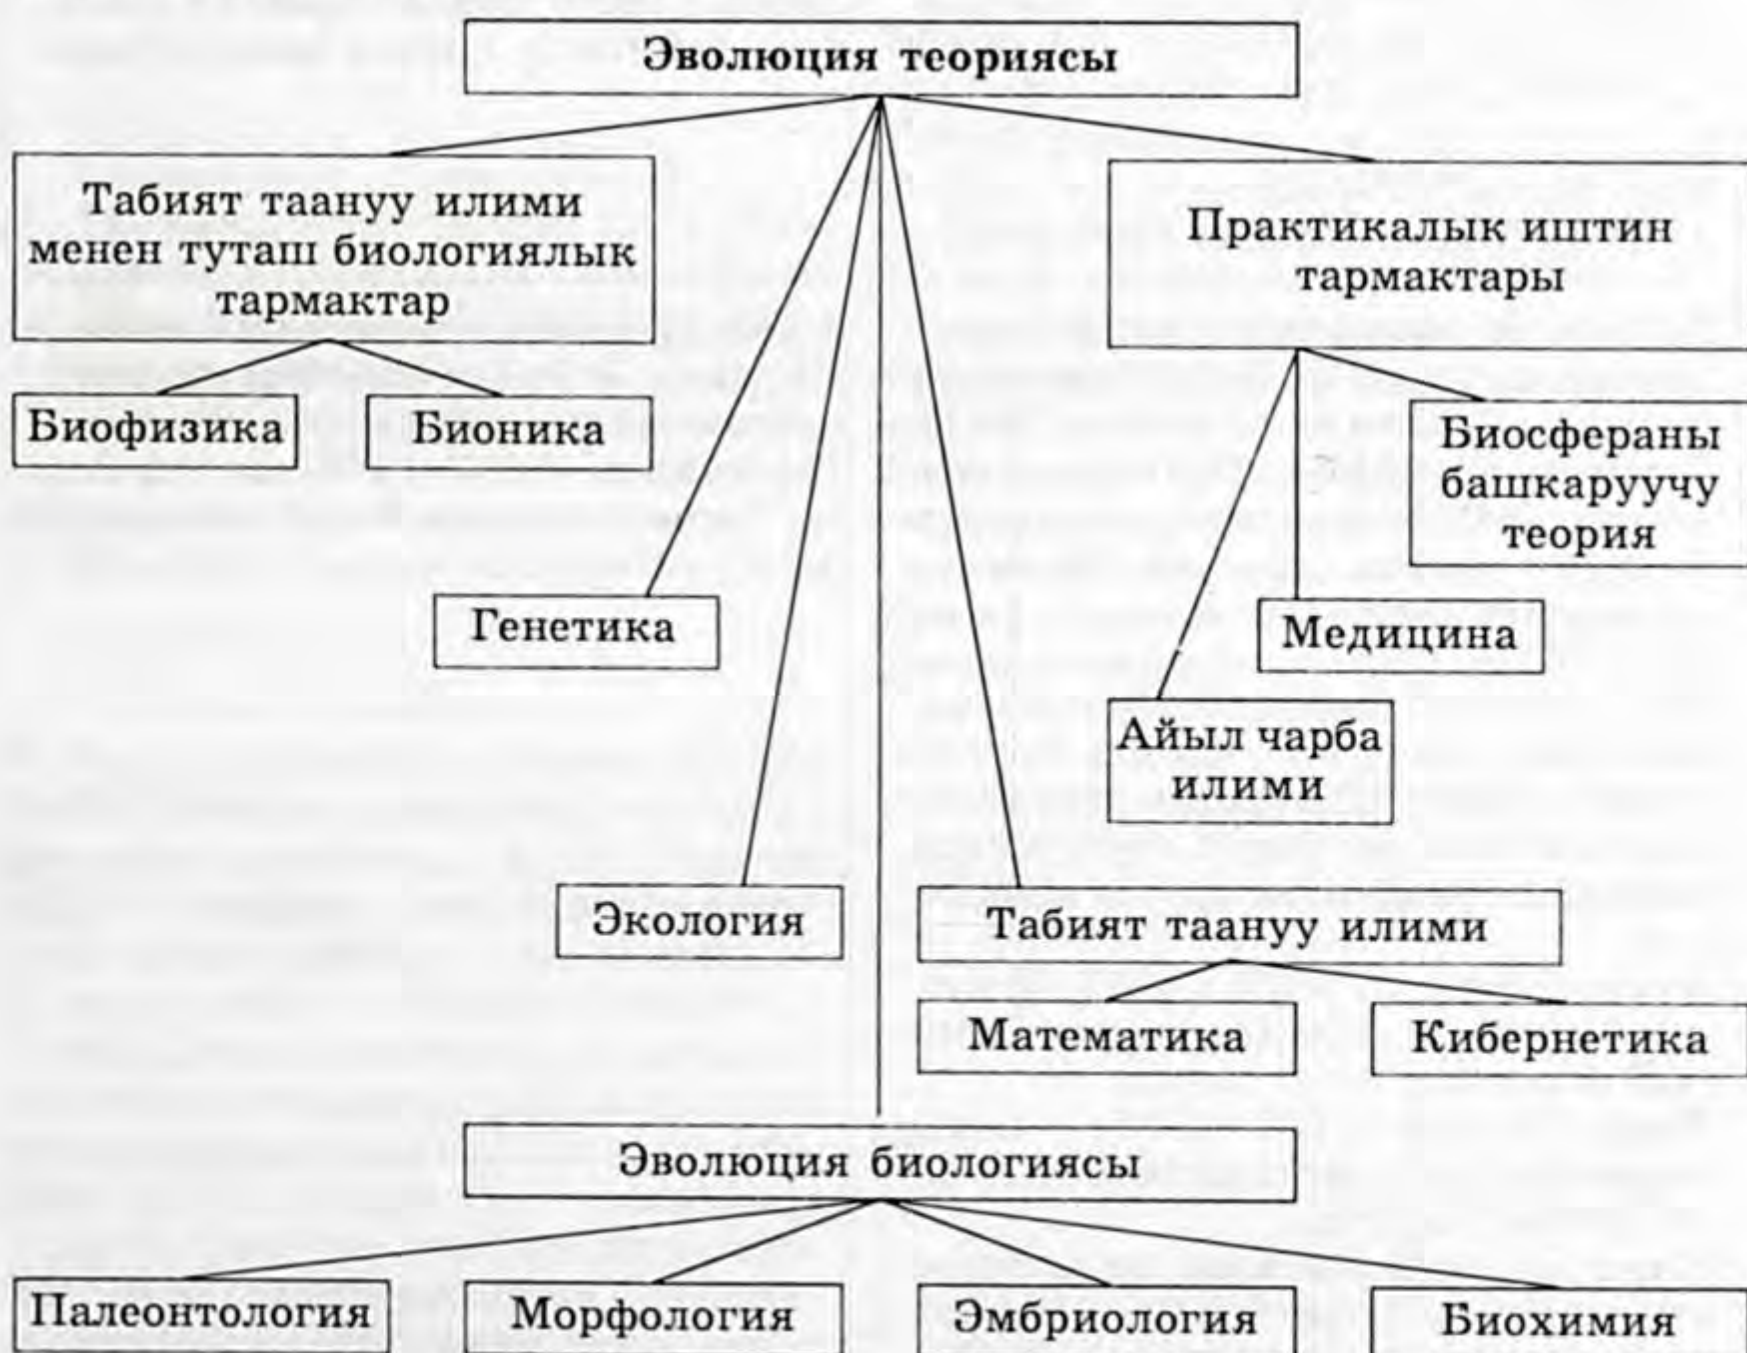 Эволюция теориясы
Табият таануу илими
менен туташ биологиялык
тармактар
Практикалык иштин
тармактары
Биофизика
Бионика
Биосфераны
башкаруучу
теория
Генетика
Медицина
Айыл чарба
илими
Экология
Табият таануу илими
Математика
Кибернетика
Эволюция биологиясы
Палеонтология
Морфология
Эмбриология
Биохимия